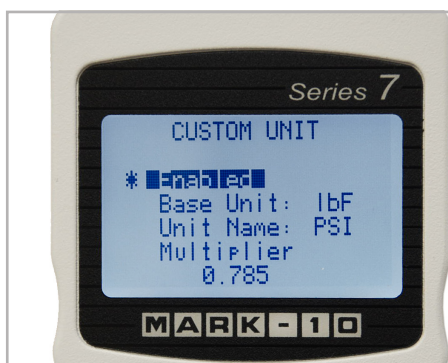 Series 7
CUSTOM UNIT
* Enabled
Base Unit: lbF
Unit Name: PSI
Multiplier
0.785
MARK-10